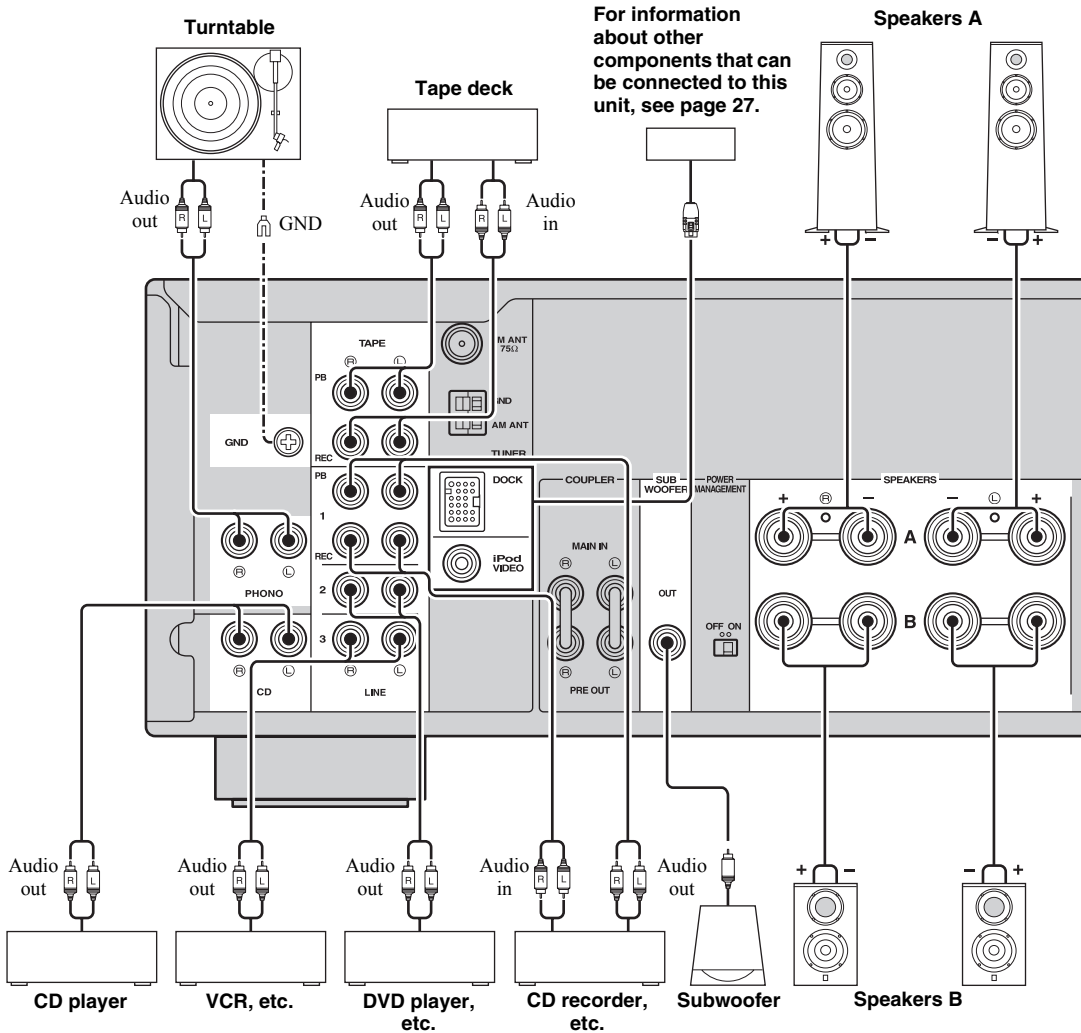 Turntable
For information
about other
components that can
be connected to this
unit, see page 27.
Speakers A
Tape deck
Audio
out
R L
GND
Audio
out
R L
R L
Audio
in
+ −
− +
TAPE
Ⓡ Ⓛ
PB
M ANT
75Ω
GND
AM ANT
GND
REC
TUNER
PB
DOCK
COUPLER
SUB
WOOFER
POWER
MANAGEMENT
SPEAKERS
+ Ⓡ − − Ⓛ +
1
A
REC
iPod
VIDEO
MAIN IN
Ⓡ Ⓛ
Ⓡ Ⓛ
PHONO
2
OUT
B
3
OFF ON
Ⓡ Ⓛ
CD
Ⓡ Ⓛ
LINE
Ⓡ Ⓛ
PRE OUT
Audio
out
R L
Audio
out
R L
Audio
out
R L
Audio
in
R L
R L
Audio
out
+ −
− +
CD player
VCR, etc.
DVD player,
etc.
CD recorder,
etc.
Subwoofer
Speakers B